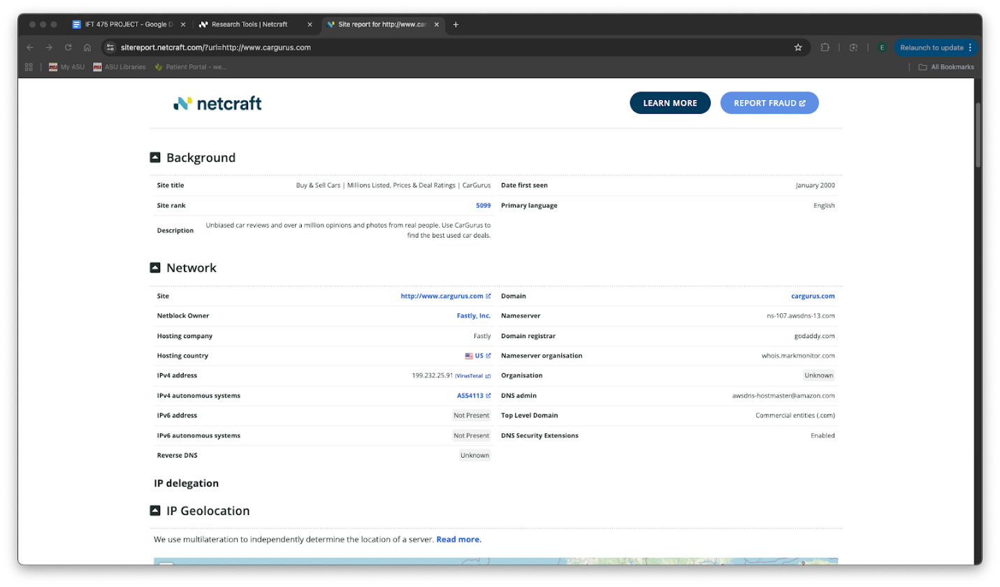 IFT 475 PROJECT - Google D
Research Tools | Netcraft
Site report for http://www.car
sitereport.netcraft.com/?url=http://www.cargurus.com
E
Relaunch to update
My ASU
ASU Libraries
Patient Portal - we...
All Bookmarks
netcraft
LEARN MORE
REPORT FRAUD
Background
Site title Buy & Sell Cars | Millions Listed, Prices & Deal Ratings | CarGurus Date first seen January 2000
Site rank 5099 Primary language English
Description Unbiased car reviews and over a million opinions and photos from real people. Use CarGurus to
find the best used car deals.
Network
Site http://www.cargurus.com Domain cargurus.com
Netblock Owner Fastly, Inc. Nameserver ns-107.awsdns-13.com
Hosting company Fastly Domain registrar godaddy.com
Hosting country US Nameserver organisation whois.markmonitor.com
IPv4 address 199.232.25.91 (VirusTotal) Organisation Unknown
IPv4 autonomous systems AS54113 DNS admin awsdns-hostmaster@amazon.com
IPv6 address Not Present Top Level Domain Commercial entities (.com)
IPv6 autonomous systems Not Present DNS Security Extensions Enabled
Reverse DNS Unknown
IP delegation
IP Geolocation
We use multilateration to independently determine the location of a server. Read more.